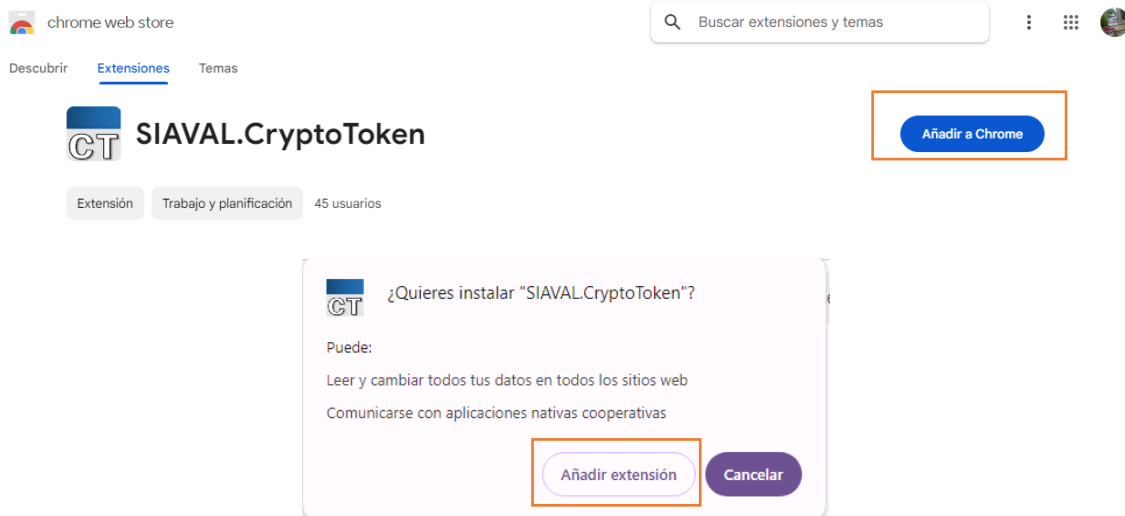 chrome web store
Buscar extensiones y temas
Descubrir Extensiones Temas
CT SIAVAL.CryptoToken
Añadir a Chrome
Extensión Trabajo y planificación 45 usuarios
CT ¿Quieres instalar "SIAVAL.CryptoToken"?
Puede:
Leer y cambiar todos tus datos en todos los sitios web
Comunicarse con aplicaciones nativas cooperativas
Añadir extensión Cancelar